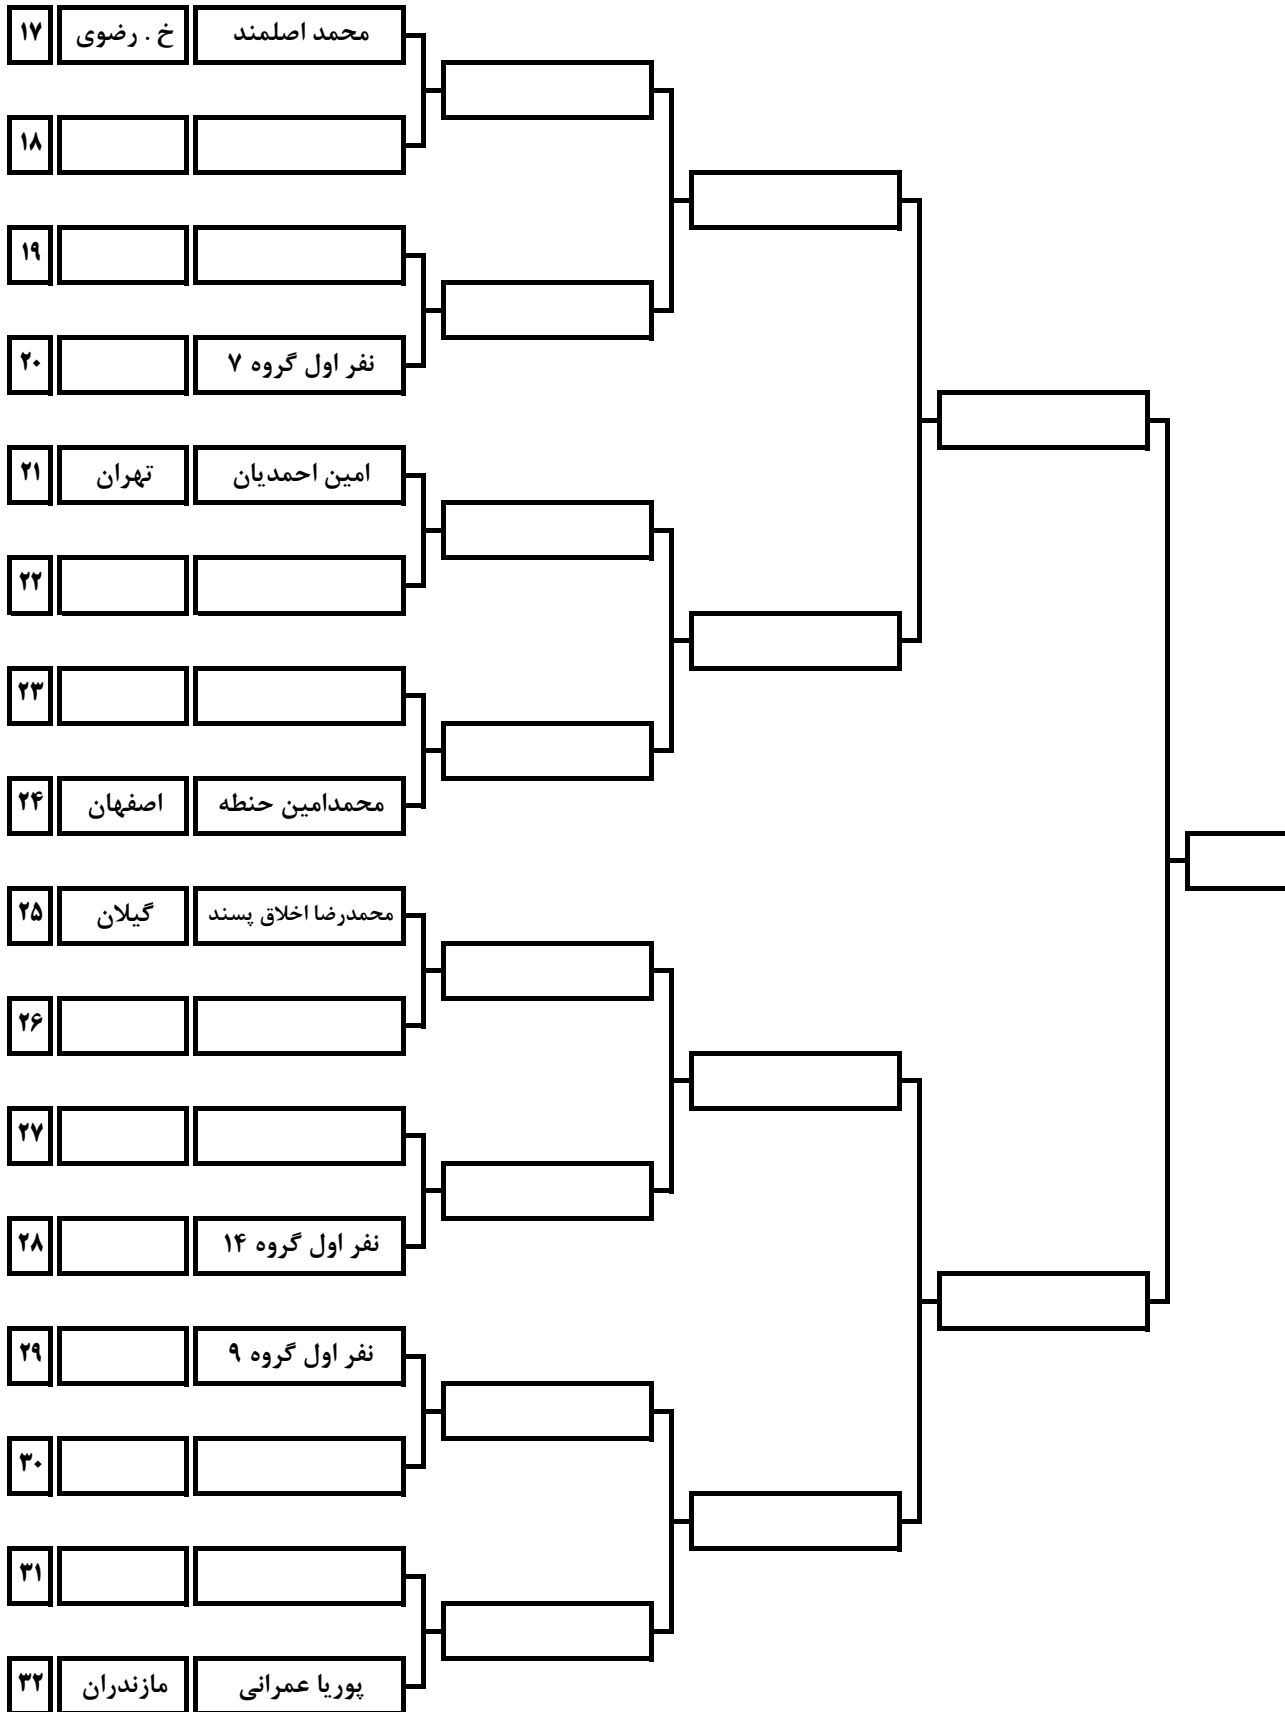 محمد اصلمند خ . رضوی ۱۷
۱۸
۱۹
نفر اول گروه ۷ ۲۰
امین احمدیان تهران ۲۱
۲۲
۲۳
محمدامین حنطه اصفهان ۲۴
محمدرضا اخلاق پسند گیلان ۲۵
۲۶
۲۷
نفر اول گروه ۱۴ ۲۸
نفر اول گروه ۹ ۲۹
۳۰
۳۱
پوریا عمرانی مازندران ۳۲